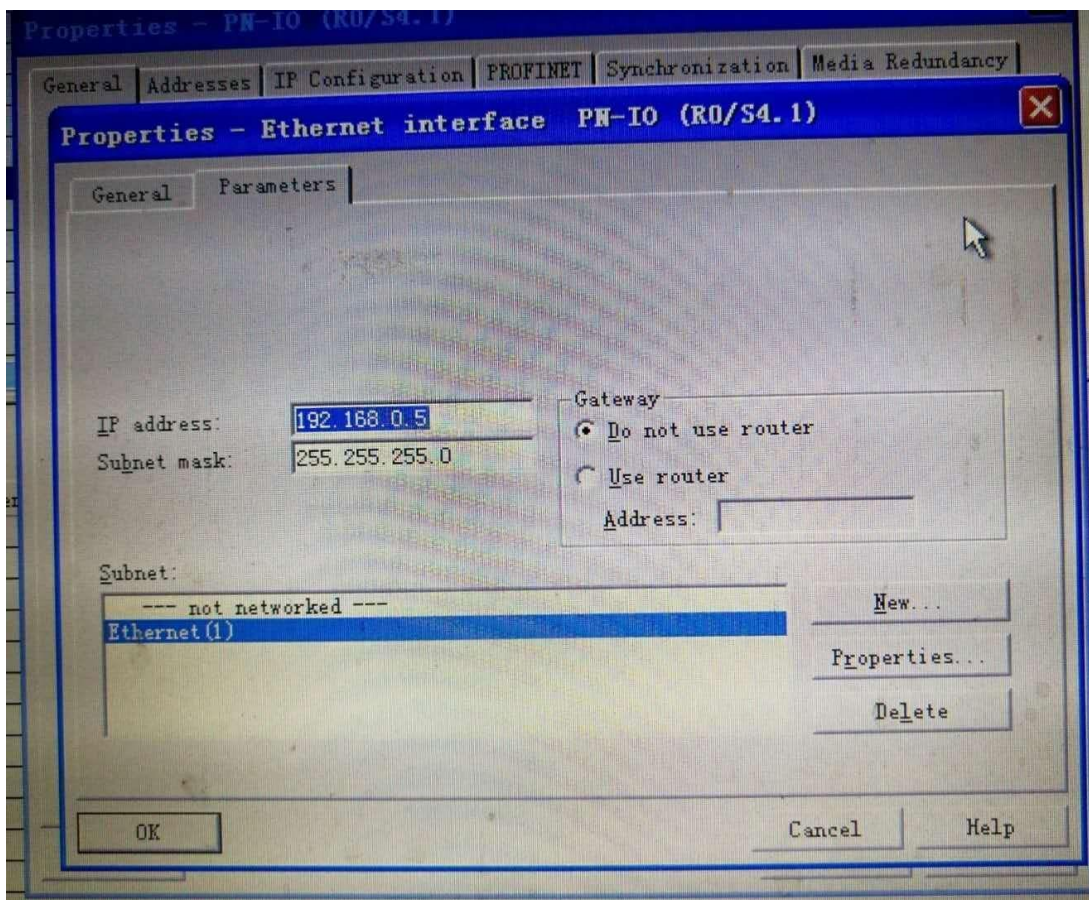 Properties - PN-IO (R0/S4.1)
General Addresses IP Configuration PROFINET Synchronization Media Redundancy
Properties - Ethernet interface PN-IO (R0/S4.1)
General Parameters
Gateway
IP address: 192.168.0.5
Do not use router
Subnet mask: 255.255.255.0
Use router
Address:
Subnet:
--- not networked ---
New...
Ethernet(1)
Properties...
Delete
OK Cancel Help